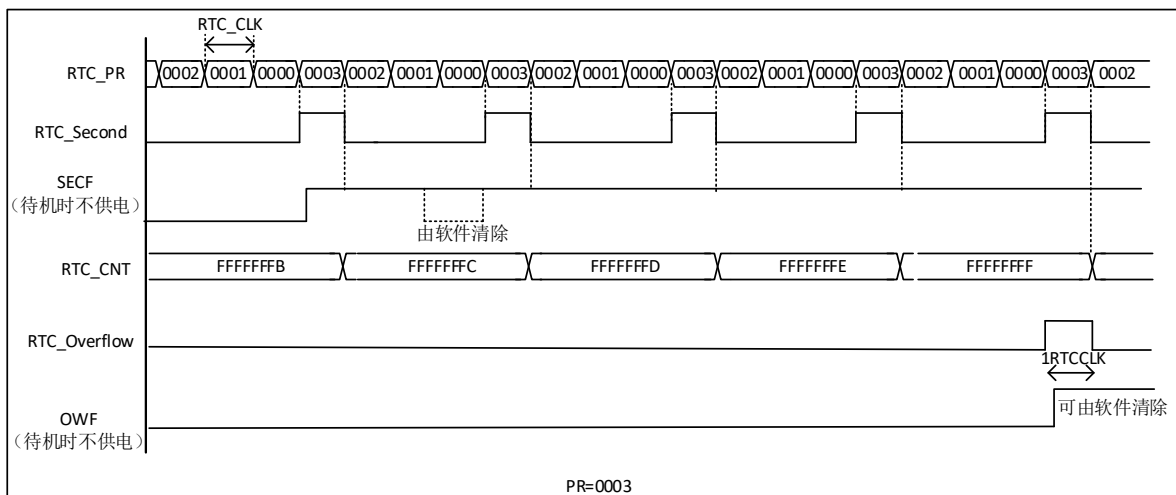 RTC_CLK
RTC_PR 0002 0001 0000 0003 0002 0001 0000 0003 0002 0001 0000 0003 0002 0001 0000 0003 0002 0001 0000 0003 0002
RTC_Second
SECF
（待机时不供电）
由软件清除
RTC_CNT FFFFFFFB FFFFFFFC FFFFFFFD FFFFFFFE FFFFFFFF
RTC_Overflow
1RTCCLK
OWF
（待机时不供电）
可由软件清除
PR=0003